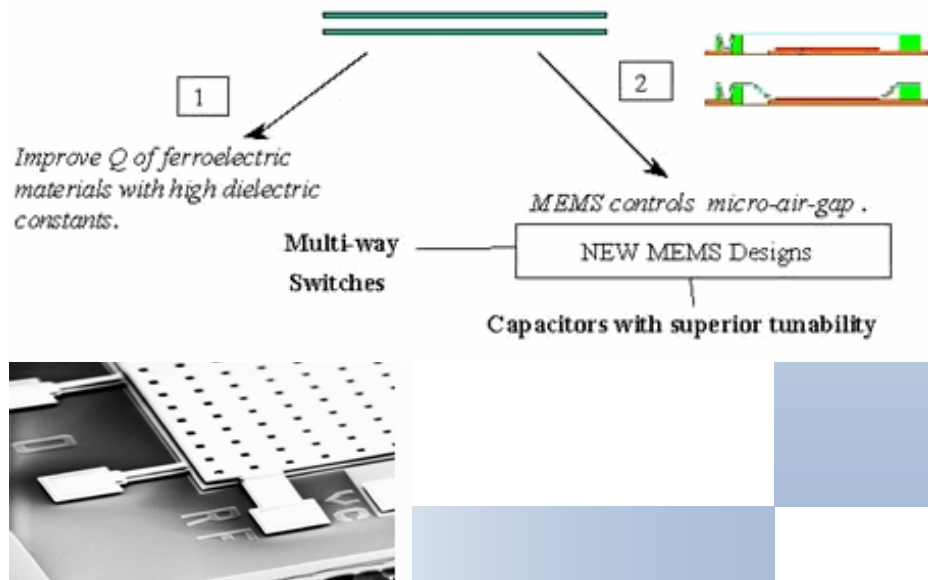 1
2
Improve Q of ferroelectric
materials with high dielectric
constants.
MEMS controls micro-air-gap .
Multi-way
Switches
NEW MEMS Designs
Capacitors with superior tunability
RF
VC